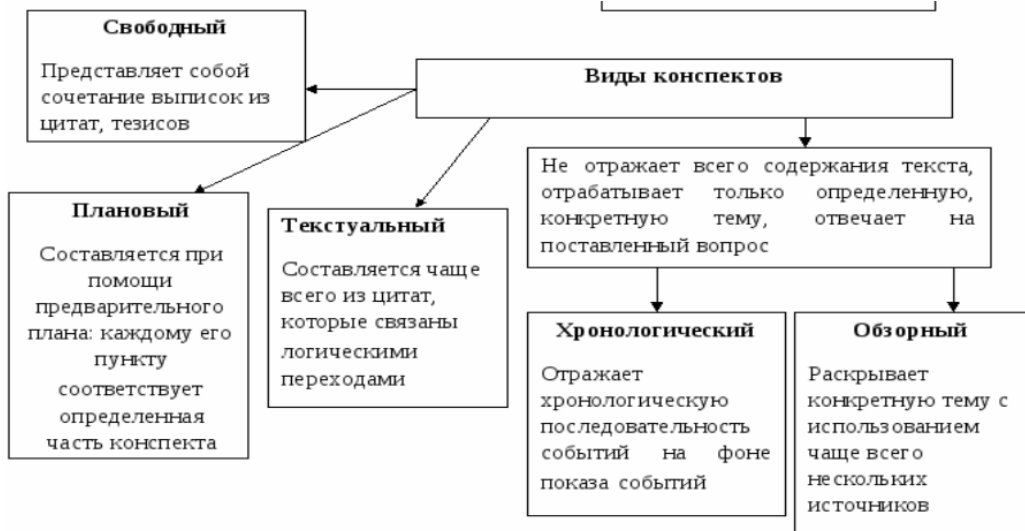 Свободный
Представляет собой
сочетание выписок из
цитат, тезисов
Виды конспектов
Плановый
Составляется при
помощи
предварительного
плана: каждому его
пункту
соответствует
определенная
часть конспекта
Текстуальный
Составляется чаще
всего из цитат,
которые связаны
логическими
переходами
Не отражает всего содержания текста,
отрабатывает только определенную,
конкретную тему, отвечает на
поставленный вопрос
Хронологический
Отражает
хронологическую
последовательность
событий на фоне
показа событий
Обзорный
Раскрывает
конкретную тему с
использованием
чаще всего
нескольких
источников